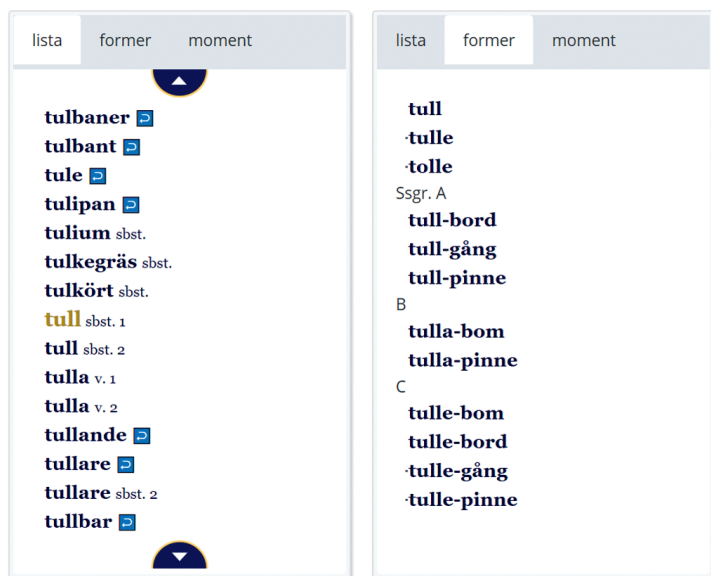 lista former moment
tulbaner
tulbant
tule
tulipan
tulium sbst.
tulkegräs sbst.
tulkört sbst.
tull sbst. 1
tull sbst. 2
tulla v. 1
tulla v. 2
tullande
tullare
tullare sbst. 2
tullbar
lista former moment
tull
·tulle
·tolle
Ssgr. A
tull-bord
tull-gång
tull-pinne
B
tulla-bom
tulla-pinne
C
tulle-bom
tulle-bord
·tulle-gång
·tulle-pinne